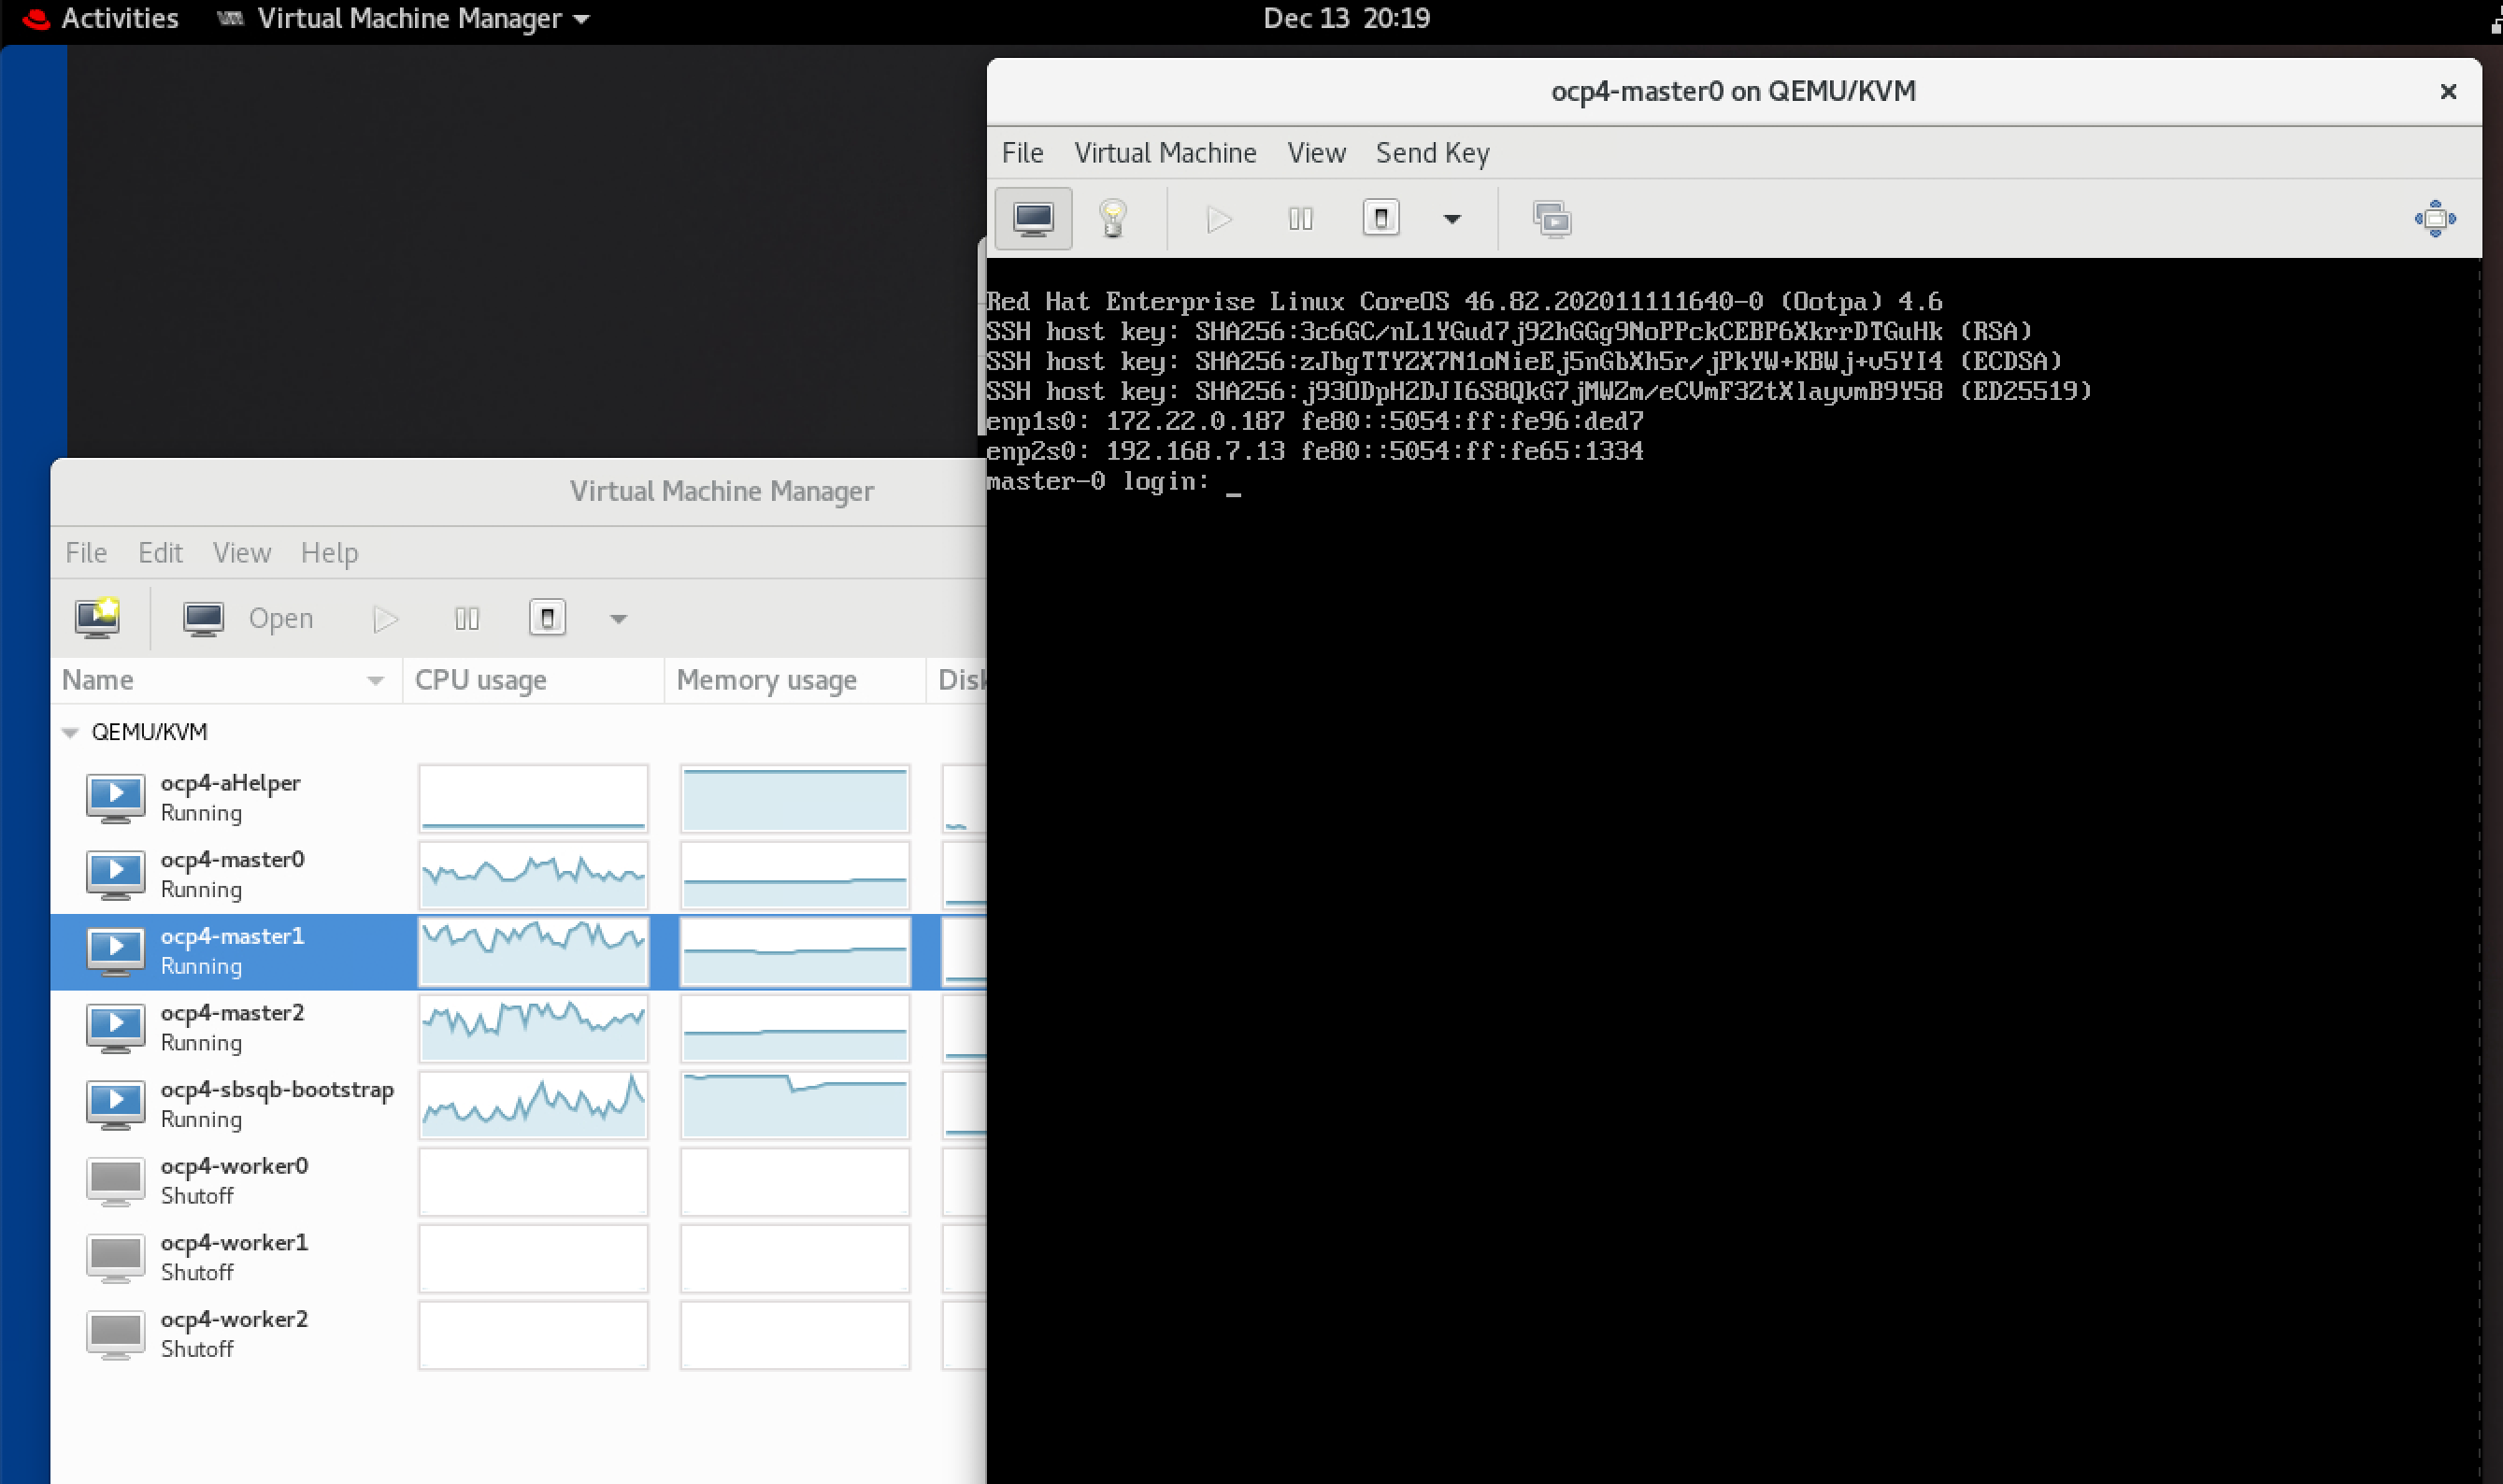 Activities Virtual Machine Manager Dec 13 20:19
ocp4-master0 on QEMU/KVM
File Virtual Machine View Send Key
Red Hat Enterprise Linux CoreOS 46.82.202011111640-0 (Ootpa) 4.6
SSH host key: SHA256:3c6GC/nL1YGud7j92hGGg9NoPPckCEBP6XkrrDTGuHk (RSA)
SSH host key: SHA256:zJbgTTYZX7N1oNieEj5nGbXh5r/jPkYW+KBWj+v5YI4 (ECDSA)
SSH host key: SHA256:j93ODpH2DJI6S8QkG7jMWZm/eCVmF3ZtXlayvmB9Y58 (ED25519)
enp1s0: 172.22.0.187 fe80::5054:ff:fe96:ded7
enp2s0: 192.168.7.13 fe80::5054:ff:fe65:1334
master-0 login: _
Virtual Machine Manager
File Edit View Help
Open
Name CPU usage Memory usage Disk
QEMU/KVM
ocp4-aHelper
Running
ocp4-master0
Running
ocp4-master1
Running
ocp4-master2
Running
ocp4-sbsqb-bootstrap
Running
ocp4-worker0
Shutoff
ocp4-worker1
Shutoff
ocp4-worker2
Shutoff